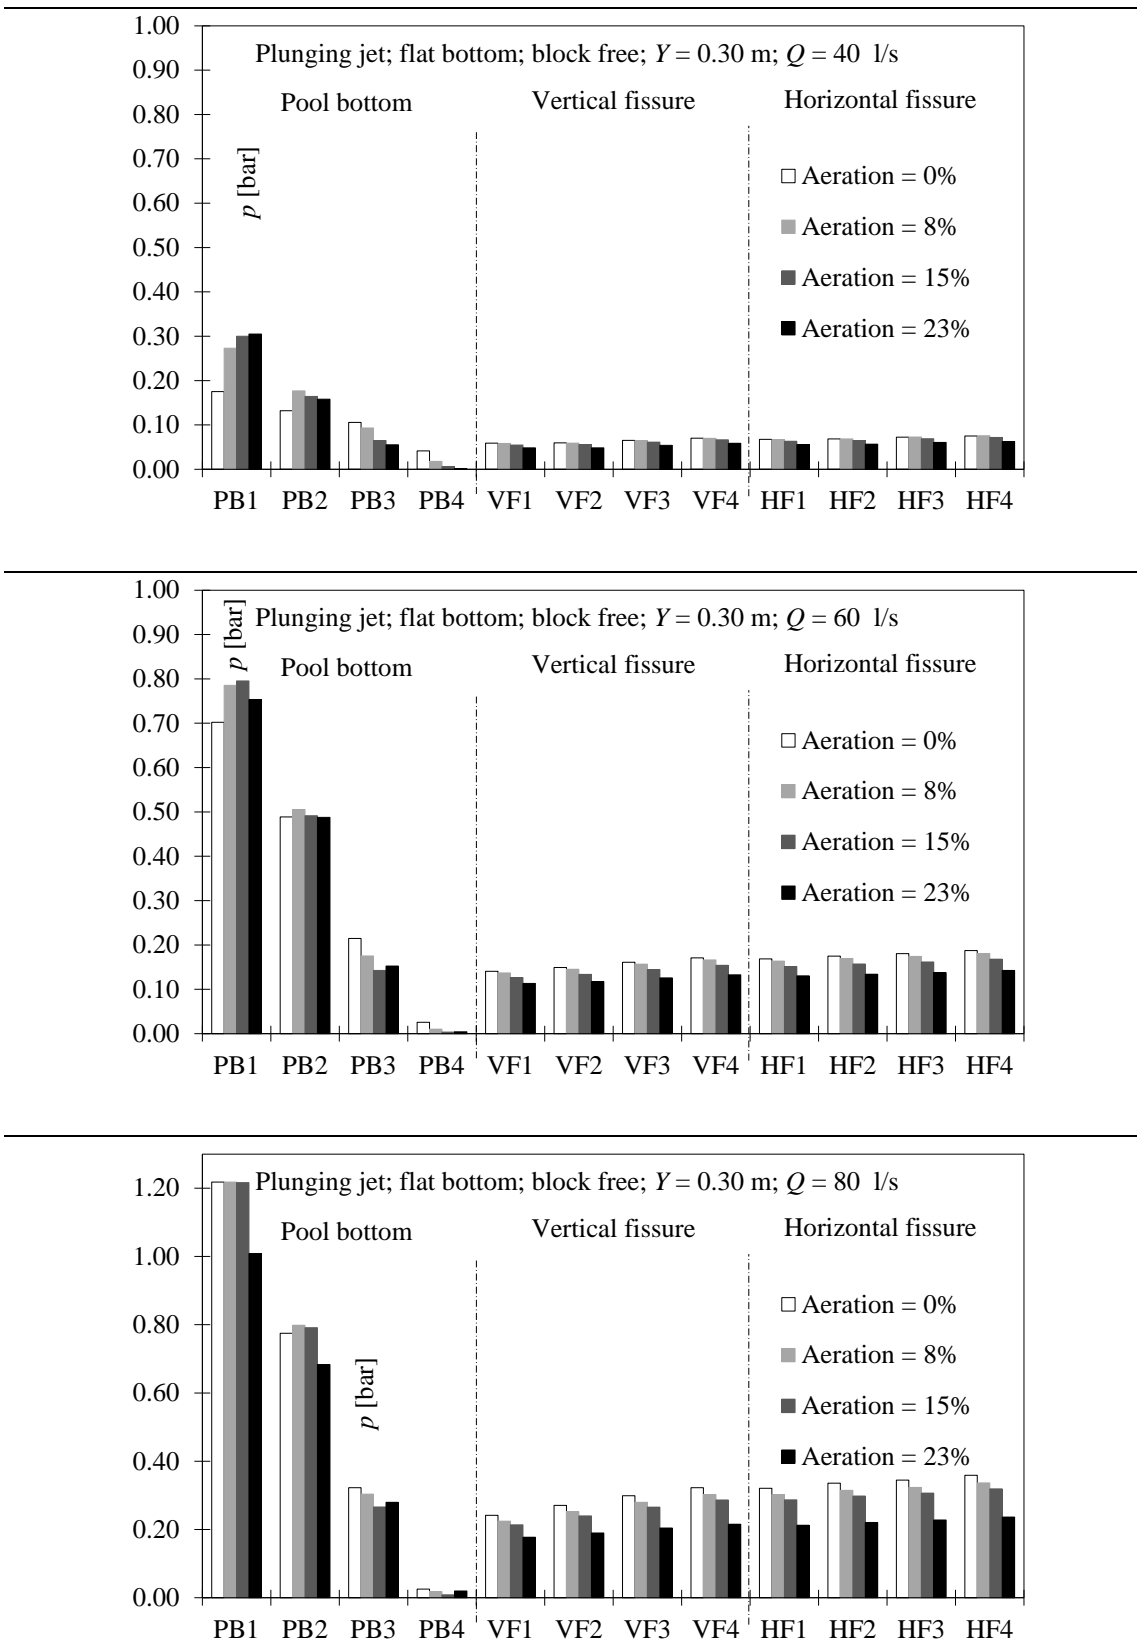 1.00
Plunging jet; flat bottom; block free; Y = 0.30 m; Q = 40 l/s
0.90
Pool bottom Vertical fissure Horizontal fissure
0.80
p [bar]
0.70
Aeration = 0%
0.60
Aeration = 8%
0.50
0.40
Aeration = 15%
0.30
Aeration = 23%
0.20
0.10
0.00
PB1 PB2 PB3 PB4 VF1 VF2 VF3 VF4 HF1 HF2 HF3 HF4
1.00
Plunging jet; flat bottom; block free; Y = 0.30 m; Q = 60 l/s
p [bar]
0.90
Pool bottom Vertical fissure Horizontal fissure
0.80
0.70
Aeration = 0%
0.60
Aeration = 8%
0.50
0.40
Aeration = 15%
0.30
Aeration = 23%
0.20
0.10
0.00
PB1 PB2 PB3 PB4 VF1 VF2 VF3 VF4 HF1 HF2 HF3 HF4
1.20
Plunging jet; flat bottom; block free; Y = 0.30 m; Q = 80 l/s
Pool bottom Vertical fissure Horizontal fissure
1.00
Aeration = 0%
0.80
Aeration = 8%
p [bar]
0.60
Aeration = 15%
0.40
Aeration = 23%
0.20
0.00
PB1 PB2 PB3 PB4 VF1 VF2 VF3 VF4 HF1 HF2 HF3 HF4